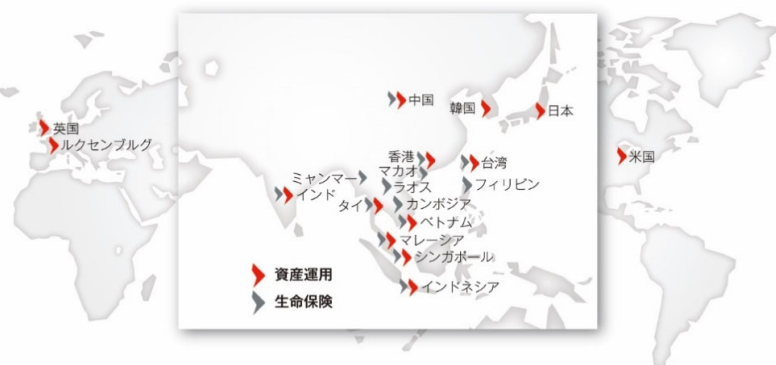 中国
韓国
日本
英国
ルクセンブルグ
香港
台湾
米国
マカオ
ミャンマー
ラオス
フィリピン
インド
タイ
カンボジア
ベトナム
マレーシア
シンガポール
資産運用
インドネシア
生命保険